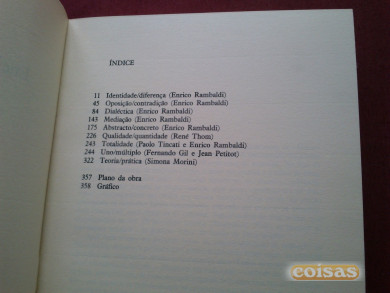 ÍNDICE
11 Identidade/diferença (Enrico Rambaldi)
45 Oposição/contradição (Enrico Rambaldi)
84 Dialéctica (Enrico Rambaldi)
143 Mediação (Enrico Rambaldi)
175 Abstracto/concreto (Enrico Rambaldi)
226 Qualidade/quantidade (René Thom)
243 Totalidade (Paolo Tincati e Enrico Rambaldi)
244 Uno/múltiplo (Fernando Gil e Jean Petitot)
322 Teoria/prática (Simona Morini)
357 Plano da obra
358 Gráfico
coisas